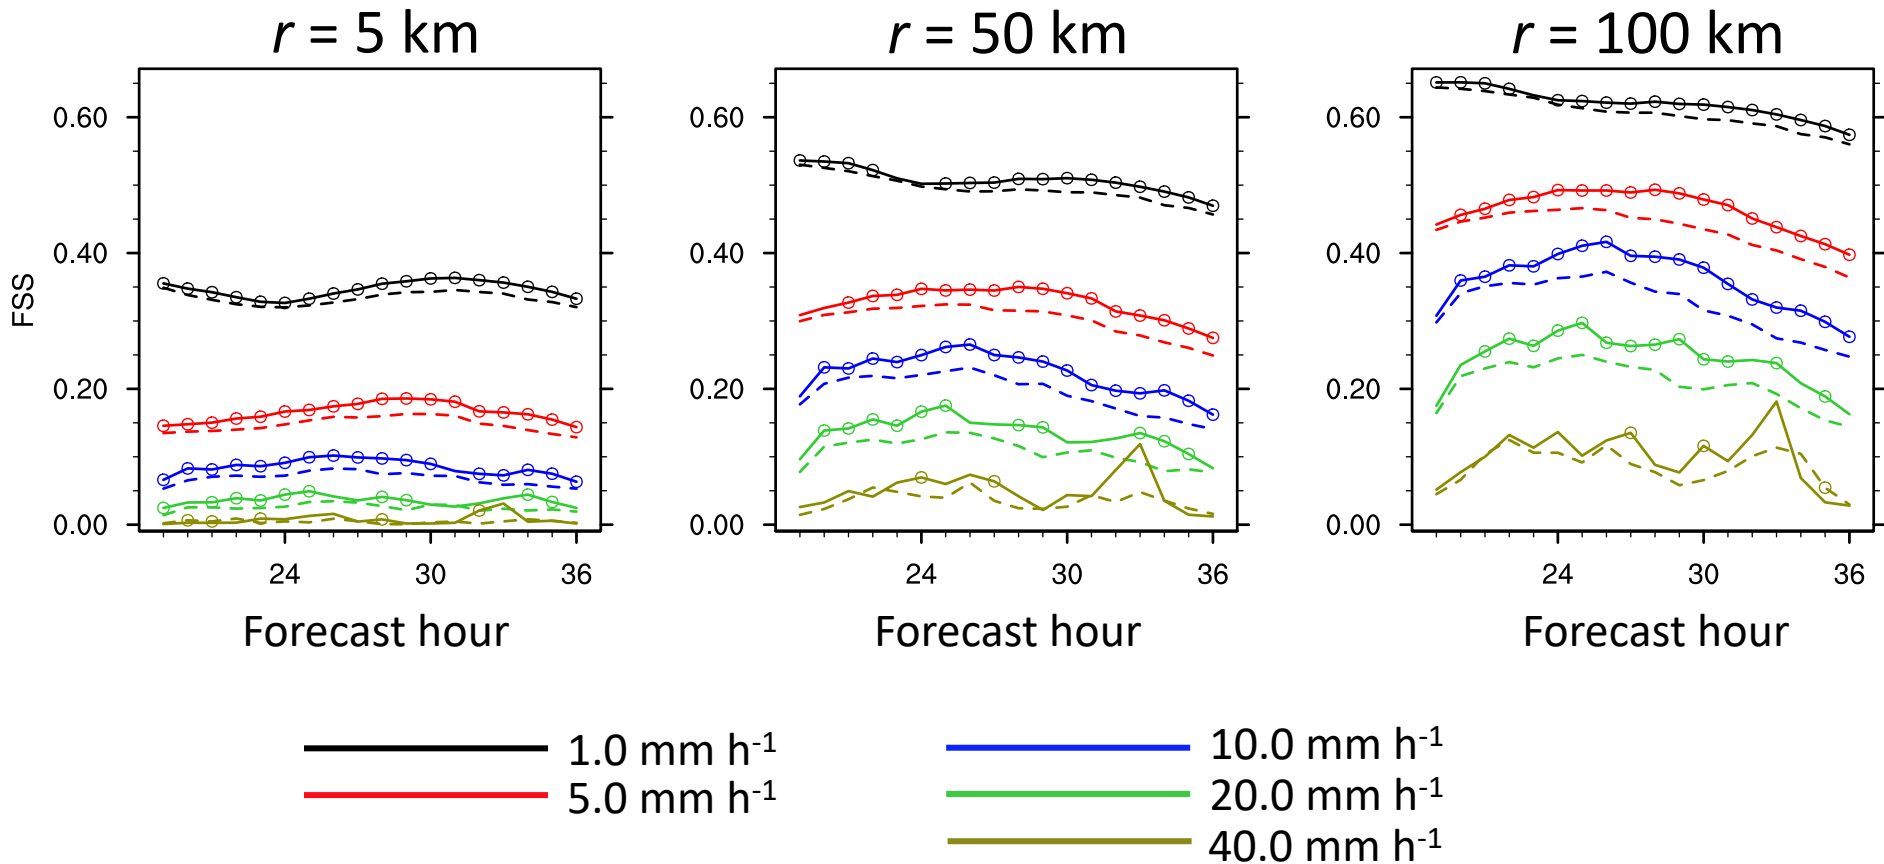 r = 5 km
r = 50 km
r = 100 km
FSS
0.60
0.40
0.20
0.00
24
30
36
0.60
0.40
0.20
0.00
24
30
36
0.60
0.40
0.20
0.00
24
30
36
Forecast hour
Forecast hour
Forecast hour
1.0 mm h⁻¹
5.0 mm h⁻¹
10.0 mm h⁻¹
20.0 mm h⁻¹
40.0 mm h⁻¹